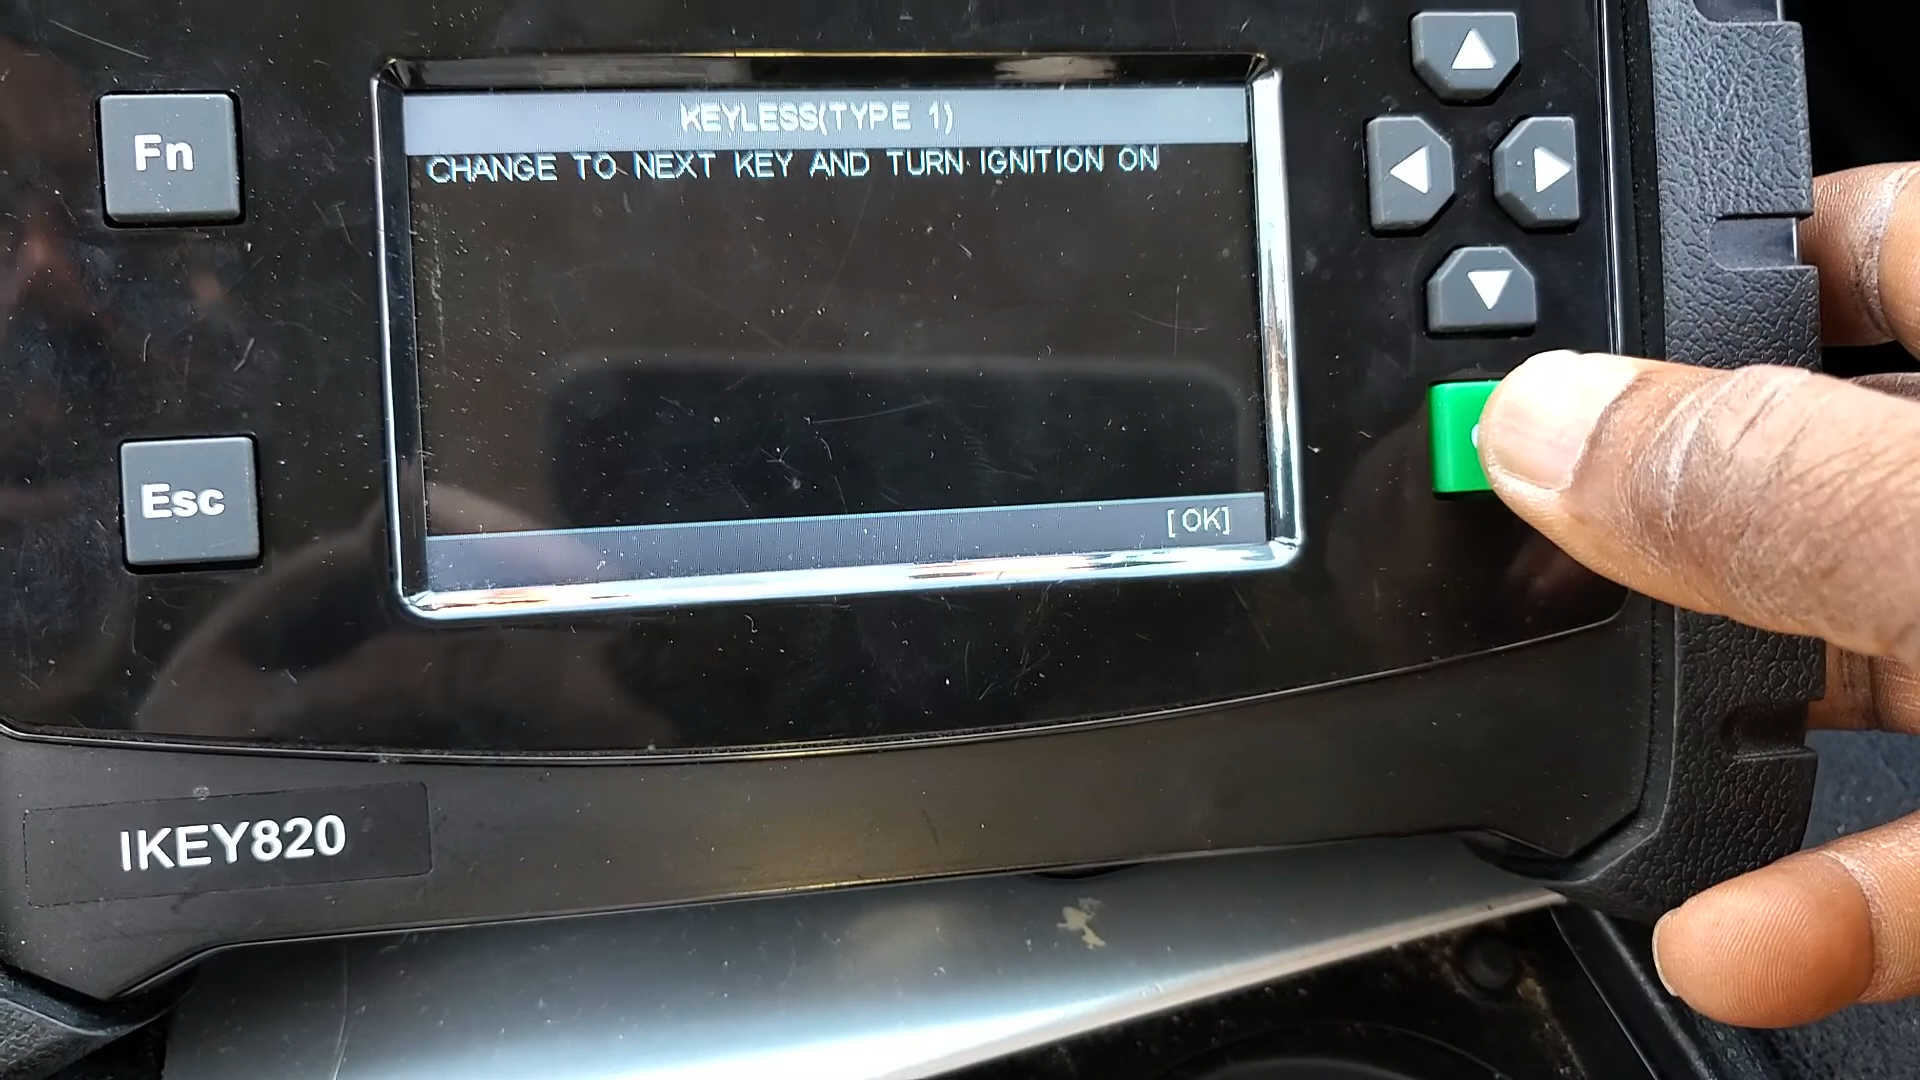 KEYLESS(TYPE 1)
CHANGE TO NEXT KEY AND TURN IGNITION ON
[OK]
Fn
Esc
IKEY820